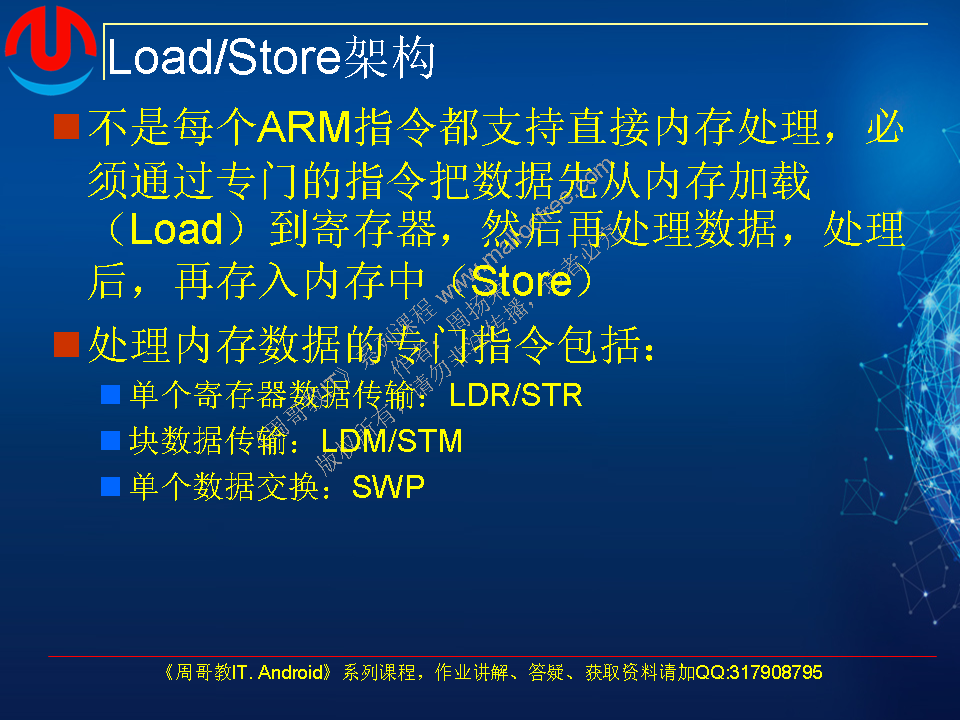 Load/Store架构
不是每个ARM指令都支持直接内存处理，必
须通过专门的指令把数据先从内存加载
（Load）到寄存器，然后再处理数据，处理
后，再存入内存中（Store）
处理内存数据的专门指令包括：
单个寄存器数据传输：LDR/STR
块数据传输：LDM/STM
单个数据交换：SWP
《周哥教IT》系列课程 www.mallonfree.com
版权所有，请勿非法传播，违者必究
《周哥教IT. Android》系列课程，作业讲解、答疑、获取资料请加QQ:317908795